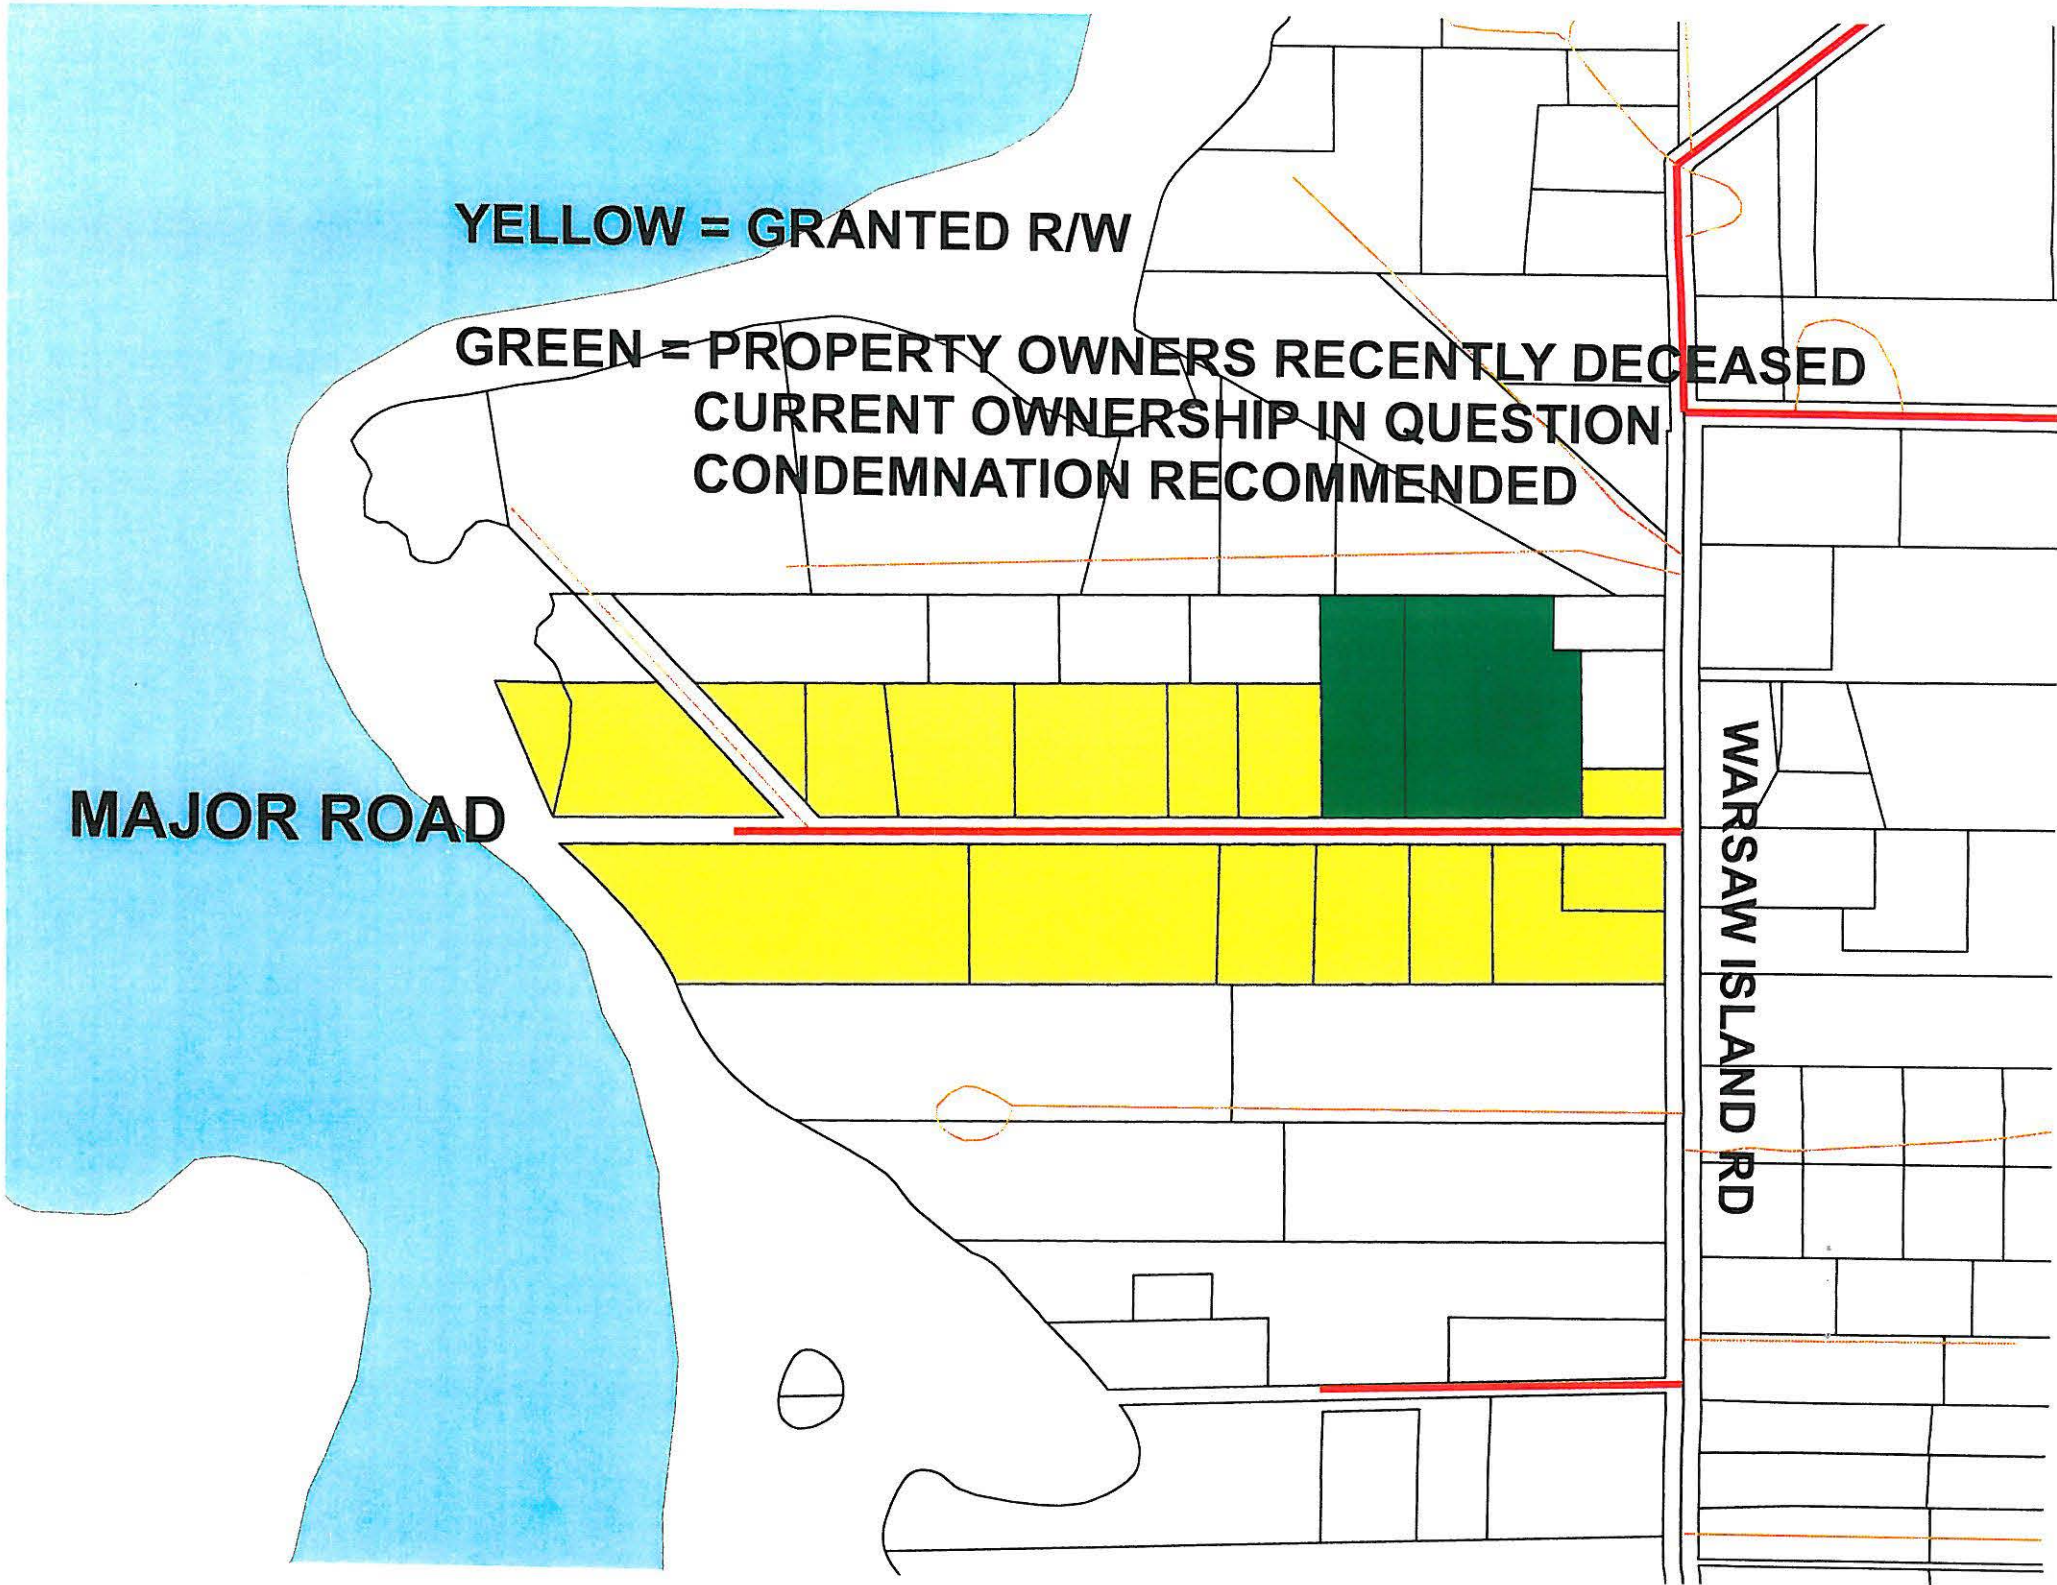 YELLOW = GRANTED R/W
GREEN = PROPERTY OWNERS RECENTLY DECEASED
CURRENT OWNERSHIP IN QUESTION
CONDEMNATION RECOMMENDED
MAJOR ROAD
WARSAW ISLAND RD